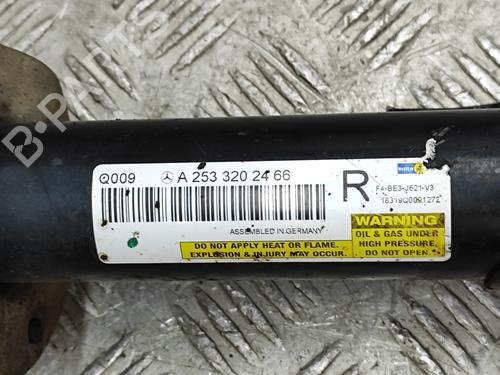 B-PARTS
Q009 A 253 320 24 66
R
F4-BE3-J621-V3
18319Q0091272
ASSEMBLED IN GERMANY
DO NOT APPLY HEAT OR FLAME.
EXPLOSION & INJURY MAY OCCUR.
WARNING
OIL & GAS UNDER
HIGH PRESSURE.
DO NOT OPEN.